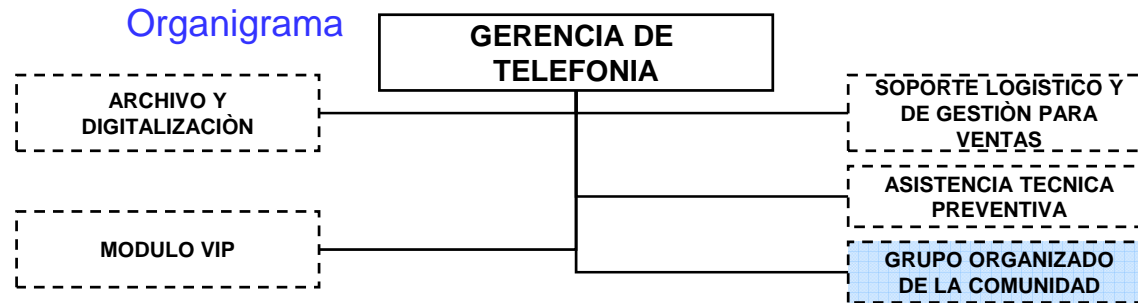 Organigrama
GERENCIA DE
TELEFONIA
ARCHIVO Y
DIGITALIZACIÒN
SOPORTE LOGISTICO Y
DE GESTIÒN PARA
VENTAS
ASISTENCIA TECNICA
PREVENTIVA
MODULO VIP
GRUPO ORGANIZADO
DE LA COMUNIDAD